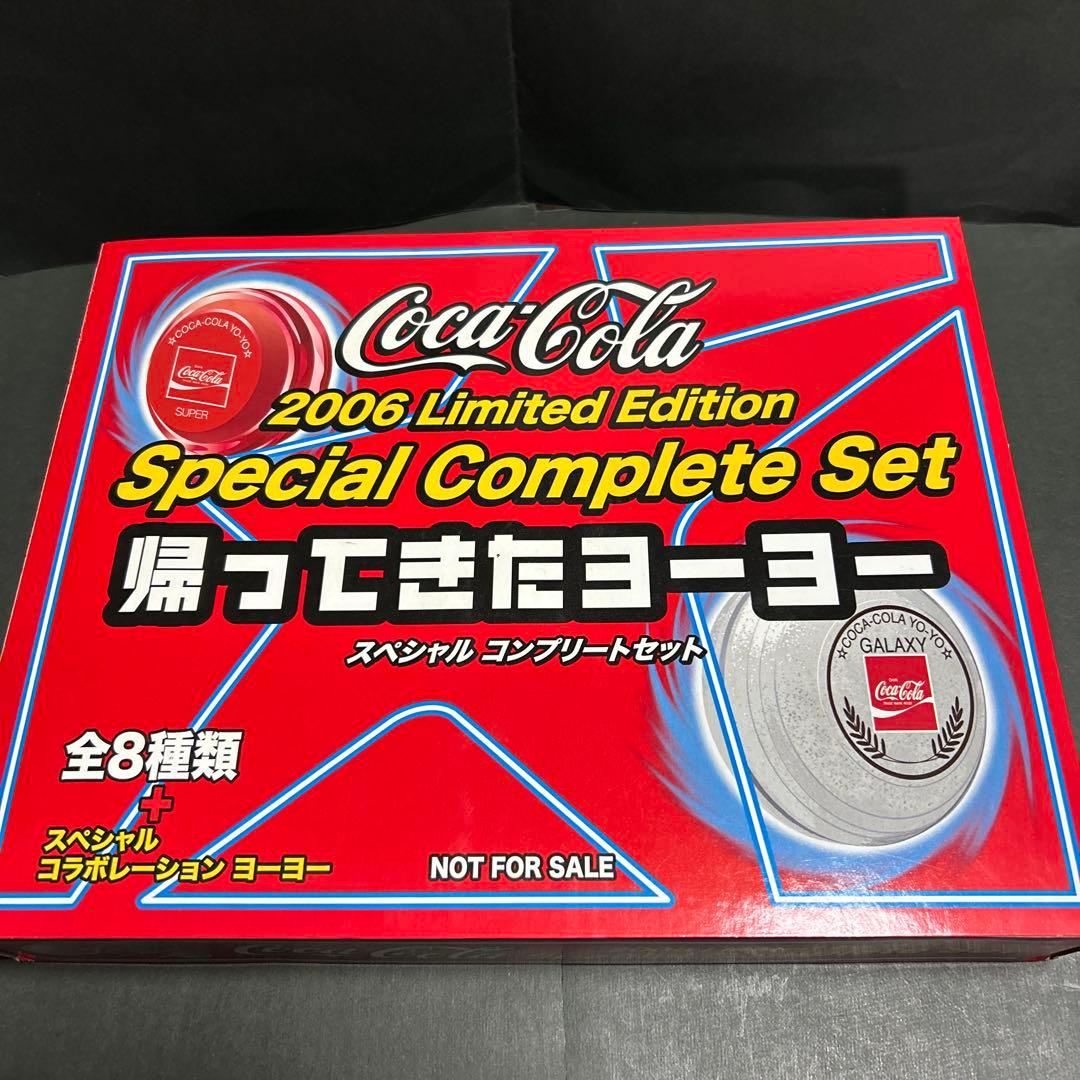 Coca-Cola
2006 Limited Edition
Special Complete Set
帰ってきたヨーヨー
スペシャル コンプリートセット
☆COCA-COLA YO-YO☆
Coca-Cola
SUPER
☆COCA-COLA YO-YO☆
GALAXY
Coca-Cola
全8種類
+
スペシャル
コラボレーション ヨーヨー
NOT FOR SALE
Coca-Cola